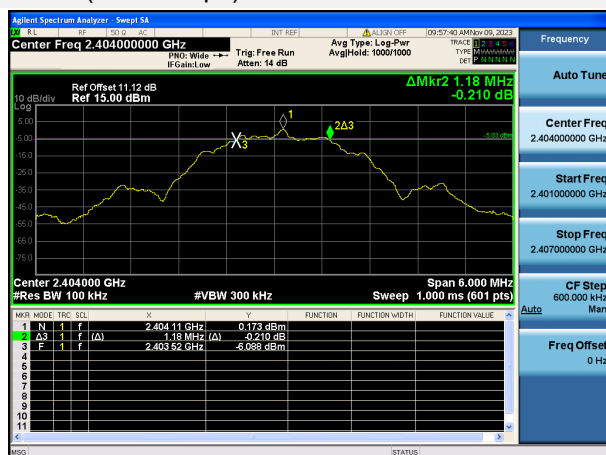 Agilent Spectrum Analyzer - Swept SA
RL RF 50 Ω AC INT REF ALIGN OFF 09:57:40 AM Nov 09, 2023
Center Freq 2.404000000 GHz
PNO: Wide
IFGain:Low
Trig: Free Run
Atten: 14 dB
Avg Type: Log-Pwr
Avg|Hold: 1000/1000
TRACE 1 2 3 4 5 6
TYPE
DET P N N N N N
Frequency
Auto Tune
Center Freq
2.404000000 GHz
Start Freq
2.401000000 GHz
Stop Freq
2.407000000 GHz
CF Step
600.000 kHz
Auto Man
Freq Offset
0 Hz
Ref Offset 11.12 dB
Ref 15.00 dBm
10 dB/div
Log
ΔMkr2 1.18 MHz
-0.210 dB
5.00
-5.00
-15.0
-25.0
-35.0
-45.0
-55.0
-65.0
-75.0
1
2Δ3
3
Center 2.404000 GHz
#Res BW 100 kHz
#VBW 300 kHz
Span 6.000 MHz
Sweep 1.000 ms (601 pts)
MKR MODE TRC SCL X Y FUNCTION FUNCTION WIDTH FUNCTION VALUE
1 N 1 f 2.404 11 GHz 0.173 dBm
2 Δ3 1 f (Δ) 1.18 MHz (Δ) -0.210 dB
3 F 1 f 2.403 52 GHz -6.088 dBm
4
5
6
7
8
9
10
11
MSG STATUS